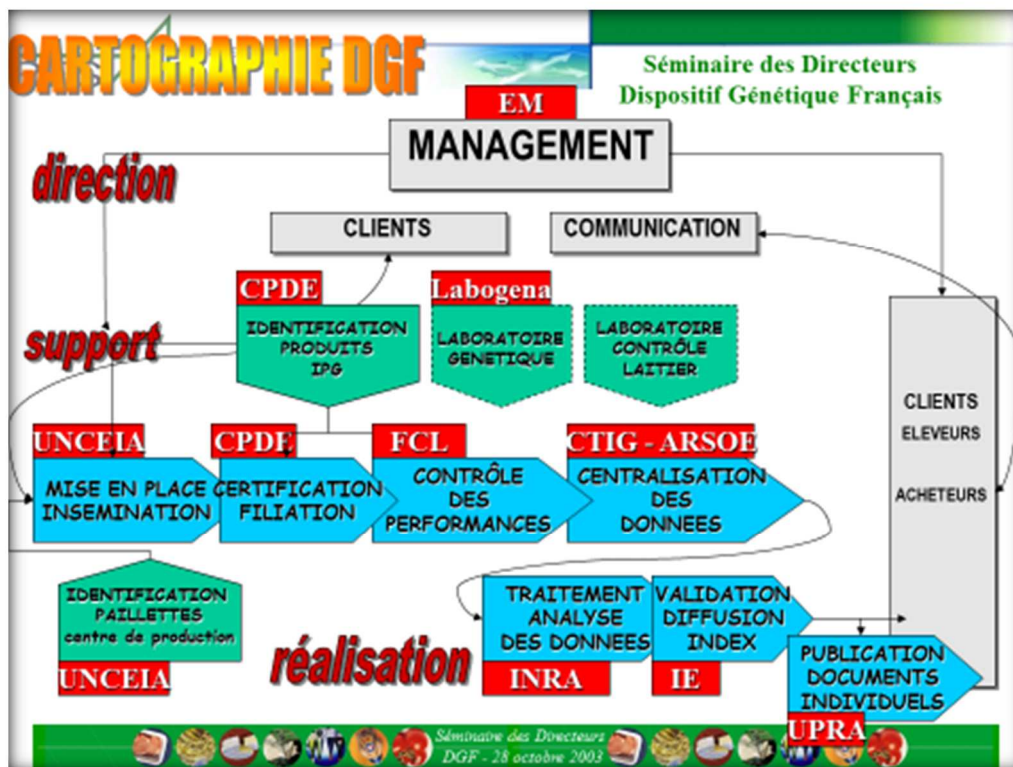 CARTOGRAPHIE DGF
Séminaire des Directeurs
Dispositif Génétique Français
EM
MANAGEMENT
direction
CLIENTS
COMMUNICATION
CPDE
IDENTIFICATION
PRODUITS
IPG
Labogena
LABORATOIRE
GENETIQUE
LABORATOIRE
CONTRÔLE
LAITIER
support
CLIENTS
ELEVEURS
ACHETEURS
UNCEIA
MISE EN PLACE
INSEMINATION
CPDE
CERTIFICATION
FILIATION
FCL
CONTRÔLE
DES
PERFORMANCES
CTIG - ARSOE
CENTRALISATION
DES
DONNEES
IDENTIFICATION
PAILLETTES
centre de production
UNCEIA
réalisation
TRAITEMENT
ANALYSE
DES DONNEES
INRA
VALIDATION
DIFFUSION
INDEX
IE
PUBLICATION
DOCUMENTS
INDIVIDUELS
UPRA
Séminaire des Directeurs
DGF - 28 octobre 2003